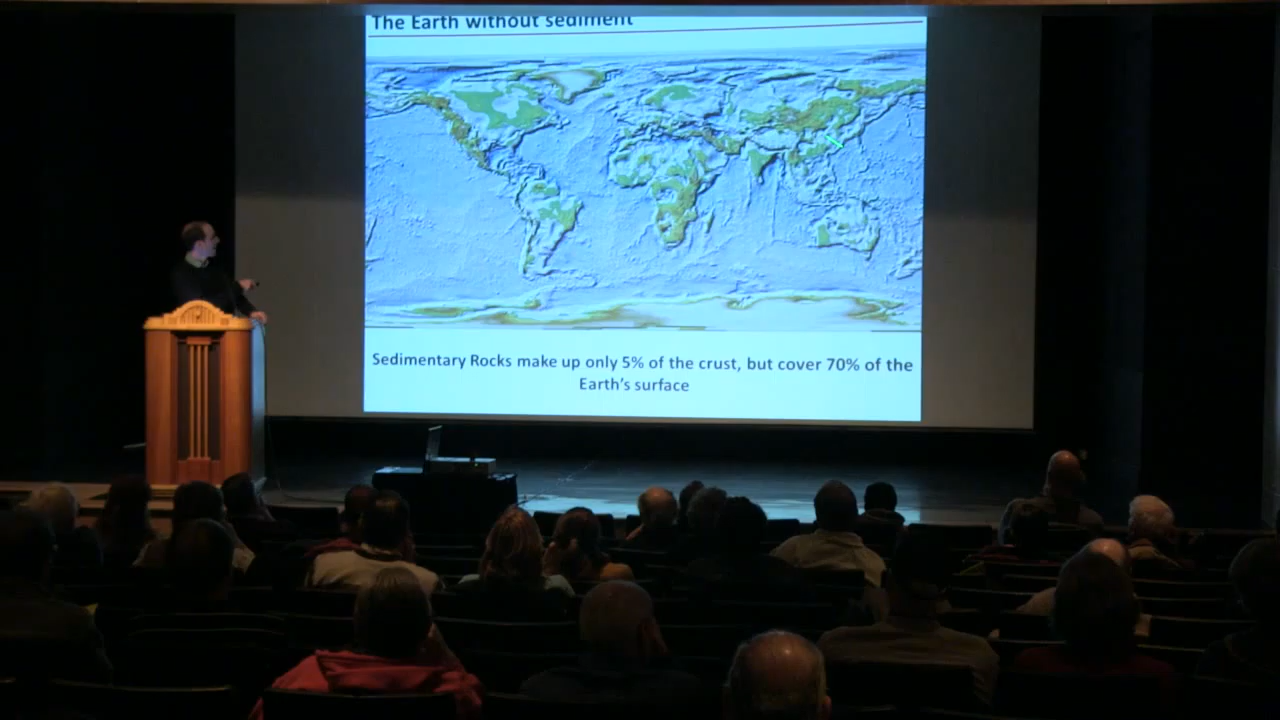 The Earth without sediment
Sedimentary Rocks make up only 5% of the crust, but cover 70% of the
Earth's surface